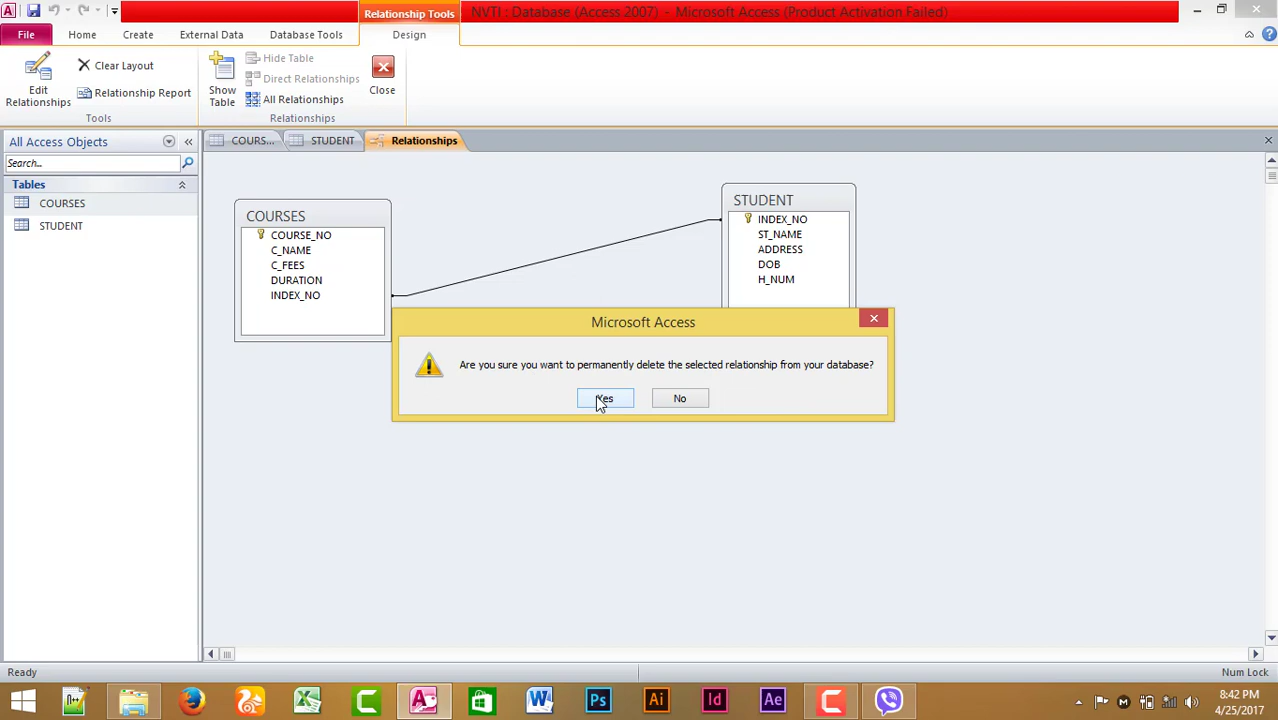 Relationship Tools
NVTI : Database (Access 2007) - Microsoft Access (Product Activation Failed)
File
Home
Create
External Data
Database Tools
Design
Edit
Relationships
Clear Layout
Relationship Report
Tools
Show
Table
Hide Table
Direct Relationships
All Relationships
Relationships
Close
All Access Objects
Search...
Tables
COURSES
STUDENT
COURS...
STUDENT
Relationships
COURSES
COURSE_NO
C_NAME
C_FEES
DURATION
INDEX_NO
STUDENT
INDEX_NO
ST_NAME
ADDRESS
DOB
H_NUM
Microsoft Access
Are you sure you want to permanently delete the selected relationship from your database?
Yes
No
Ready
Num Lock
n++
Ps
Ai
Id
Ae
8:42 PM
4/25/2017